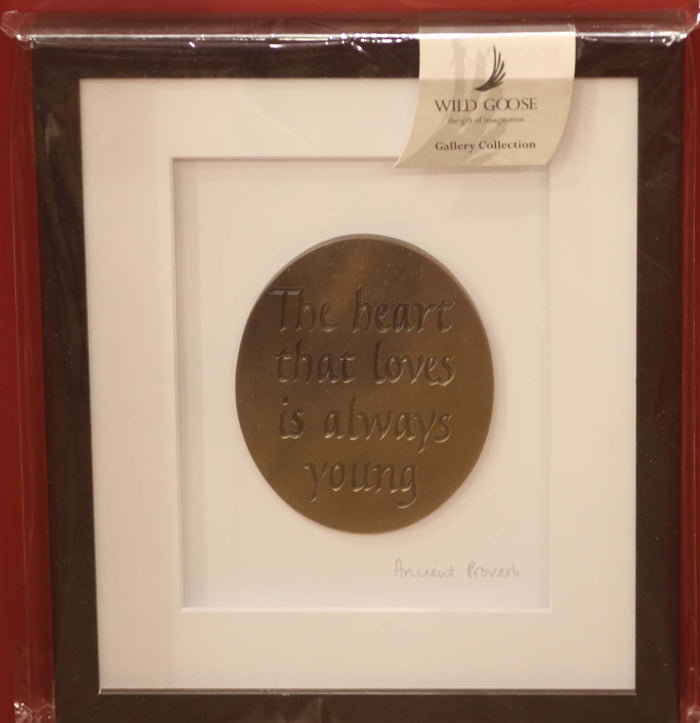 WILD GOOSE
the gift of imagination
Gallery Collection
The heart
that loves
is always
young
Ancient Proverb